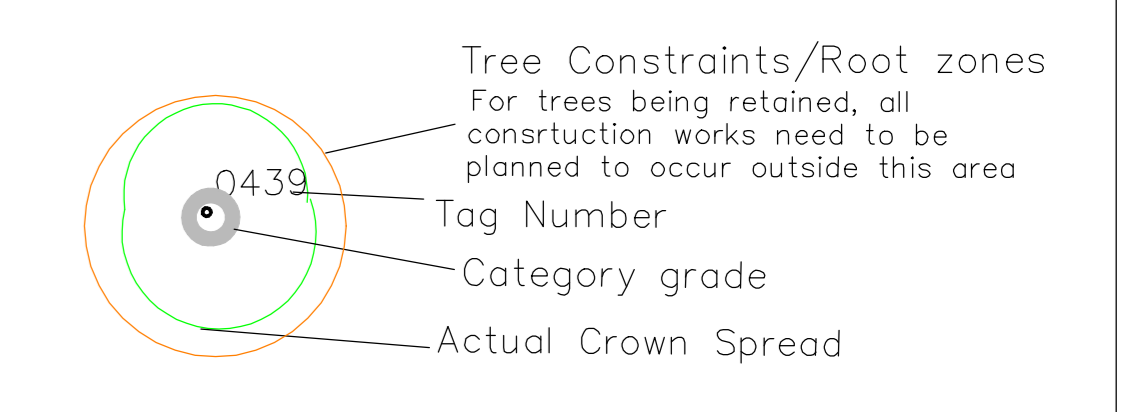 Tree Constraints/Root zones
For trees being retained, all
consrtuction works need to be
planned to occur outside this area
0439
Tag Number
Category grade
Actual Crown Spread